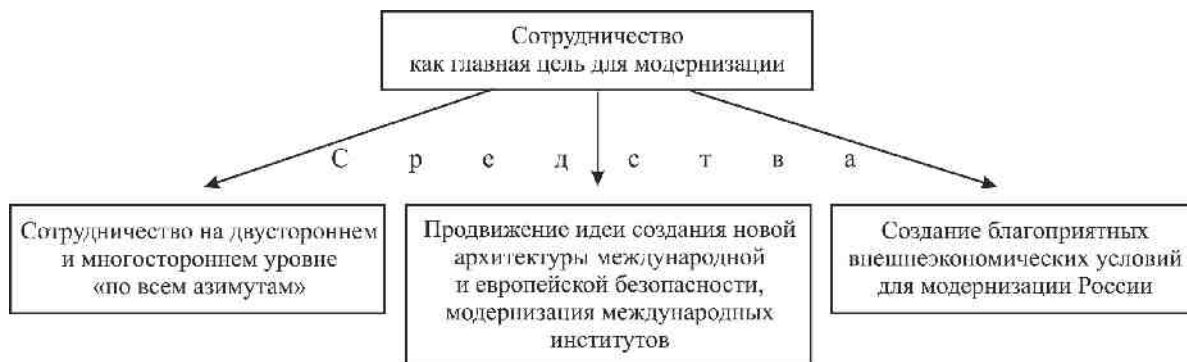 Сотрудничество
как главная цель для модернизации
С р е д с т в а
Сотрудничество на двустороннем
и многостороннем уровне
«по всем азимутам»
Продвижение идеи создания новой
архитектуры международной
и европейской безопасности,
модернизация международных
институтов
Создание благоприятных
внешнеэкономических условий
для модернизации России